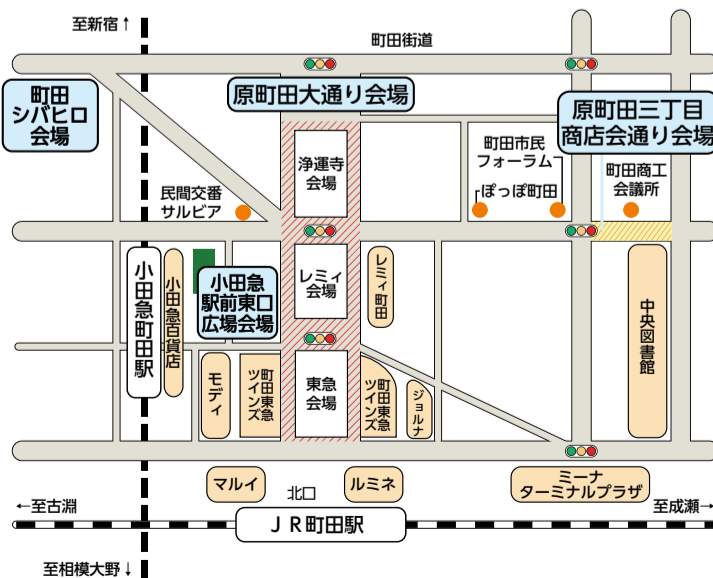 至新宿↑
町田街道
町田
シバヒロ
会場
原町田大通り会場
原町田三丁目
商店会通り会場
浄運寺
会場
町田市民
フォーラム
ぽっぽ町田
町田商工
会議所
民間交番
サルビア
小田急町田駅
小田急百貨店
小田急
駅前東口
広場会場
レミィ
会場
レミィ町田
中央図書館
モディ
町田東急
ツインズ
東急
会場
町田東急
ツインズ
ジョルナ
マルイ
北口
ルミネ
ミーナ
ターミナルプラザ
←至古淵
JR町田駅
至成瀬→
至相模大野↓